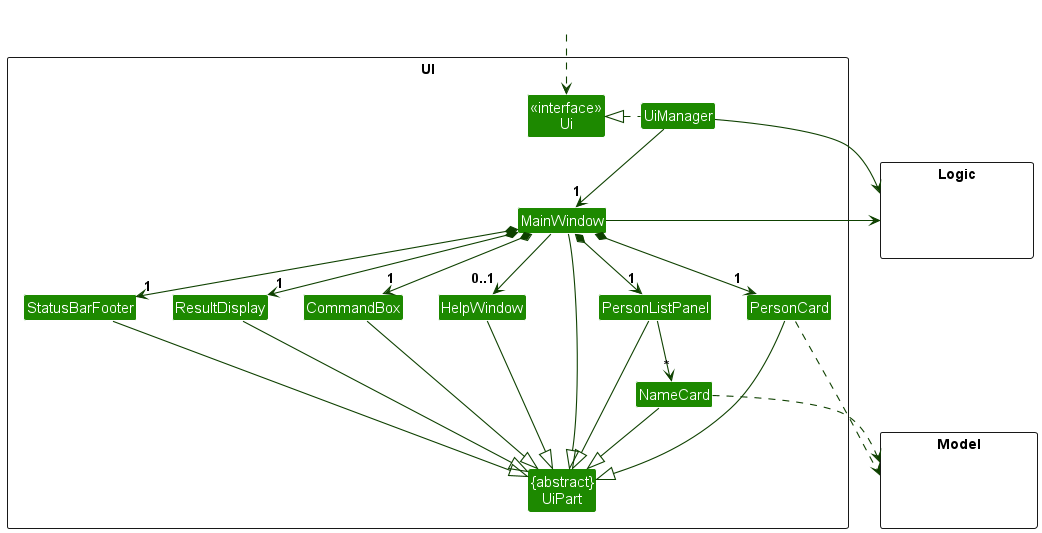 UI
«interface»
Ui
UiManager
Logic
1
MainWindow
1
1
1
0..1
1
1
StatusBarFooter
ResultDisplay
CommandBox
HelpWindow
PersonListPanel
PersonCard
*
NameCard
Model
{abstract}
UiPart